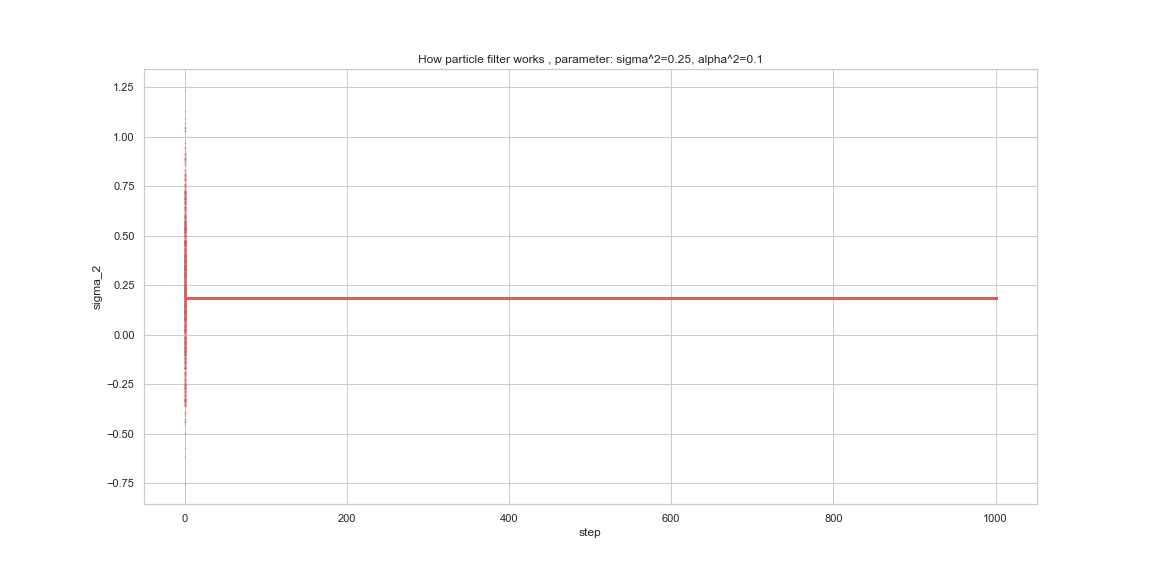 How particle filter works , parameter: sigma^2=0.25, alpha^2=0.1
1.25
1.00
0.75
0.50
0.25
0.00
−0.25
−0.50
−0.75
sigma_2
0 200 400 600 800 1000
step